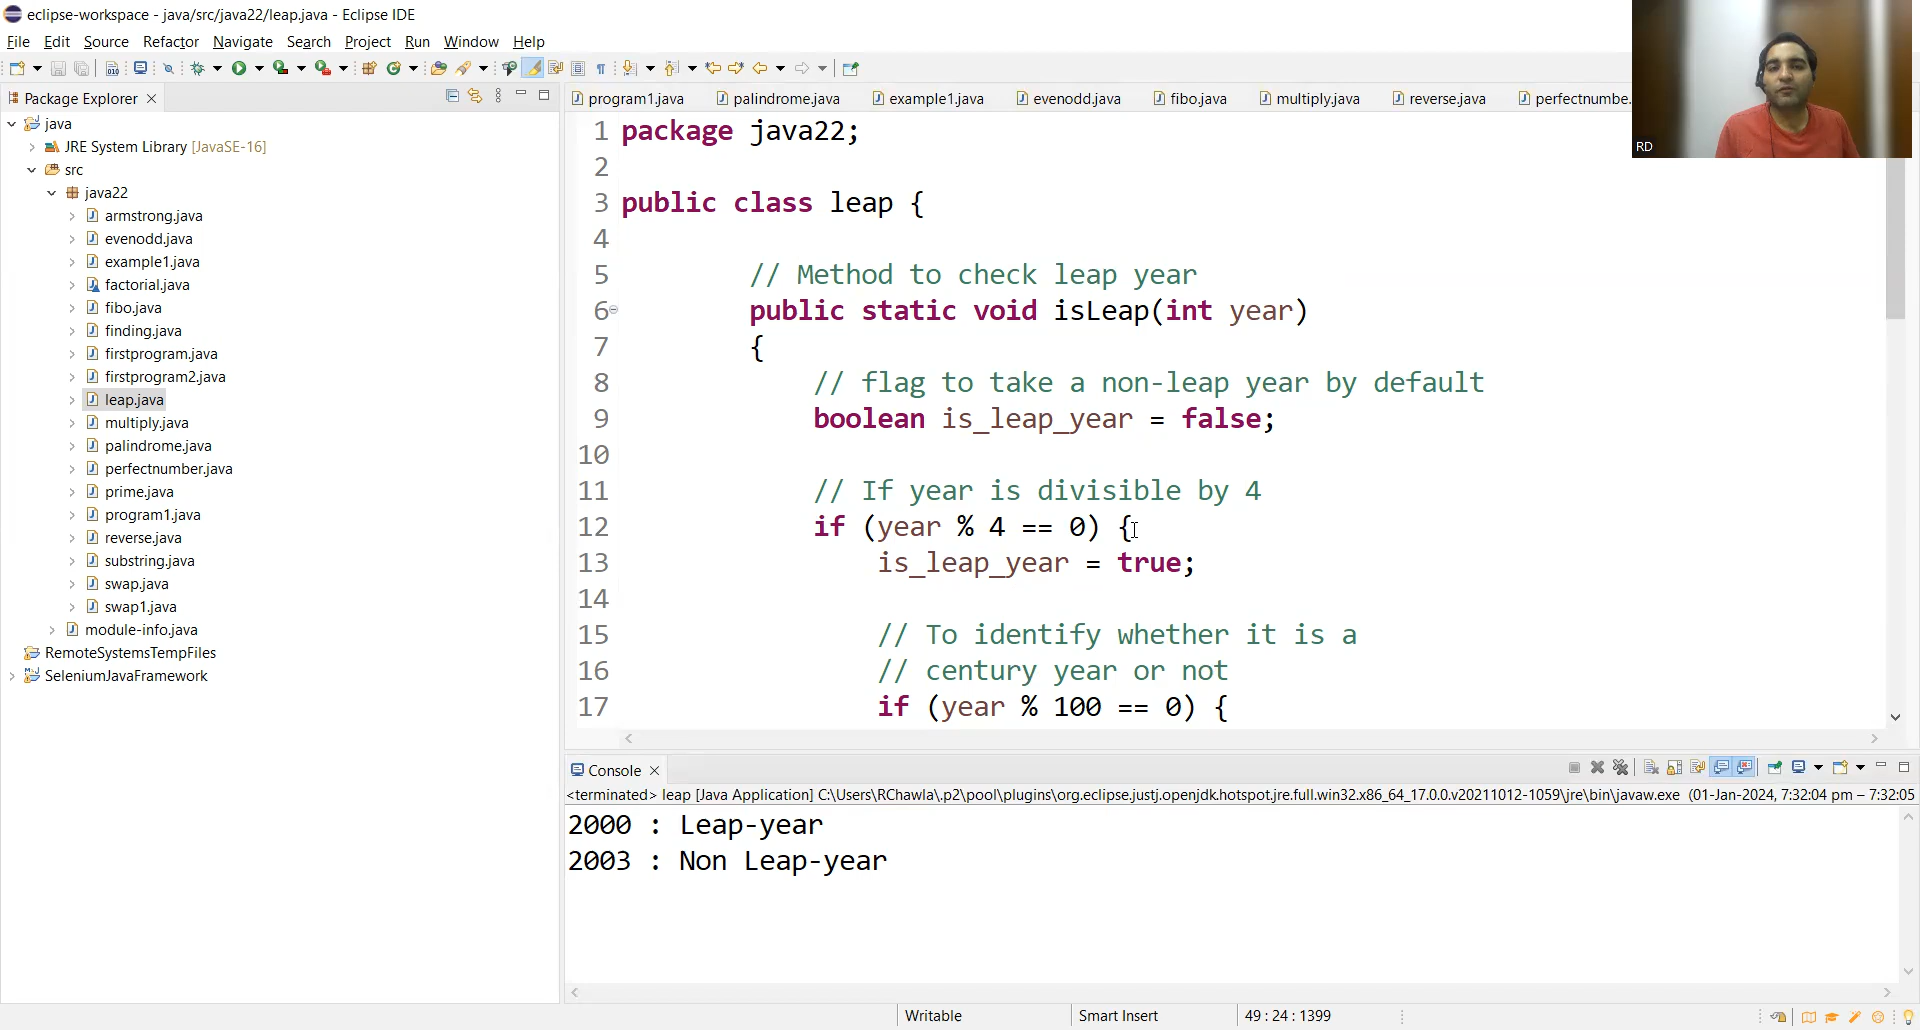 eclipse-workspace - java/src/java22/leap.java - Eclipse IDE
File Edit Source Refactor Navigate Search Project Run Window Help
Package Explorer
java
JRE System Library [JavaSE-16]
src
java22
armstrong.java
evenodd.java
example1.java
factorial.java
fibo.java
finding.java
firstprogram.java
firstprogram2.java
leap.java
multiply.java
palindrome.java
perfectnumber.java
prime.java
program1.java
reverse.java
substring.java
swap.java
swap1.java
module-info.java
RemoteSystemsTempFiles
SeleniumJavaFramework
program1.java palindrome.java example1.java evenodd.java fibo.java multiply.java reverse.java perfectnumbe.
RD
1 package java22;
2
3 public class leap {
4
5 // Method to check leap year
6 public static void isLeap(int year)
7 {
8 // flag to take a non-leap year by default
9 boolean is_leap_year = false;
10
11 // If year is divisible by 4
12 if (year % 4 == 0) {
13 is_leap_year = true;
14
15 // To identify whether it is a
16 // century year or not
17 if (year % 100 == 0) {
Console
<terminated> leap [Java Application] C:\Users\RChawla\.p2\pool\plugins\org.eclipse.justj.openjdk.hotspot.jre.full.win32.x86_64_17.0.0.v20211012-1059\jre\bin\javaw.exe (01-Jan-2024, 7:32:04 pm – 7:32:05
2000 : Leap-year
2003 : Non Leap-year
Writable Smart Insert 49 : 24 : 1399